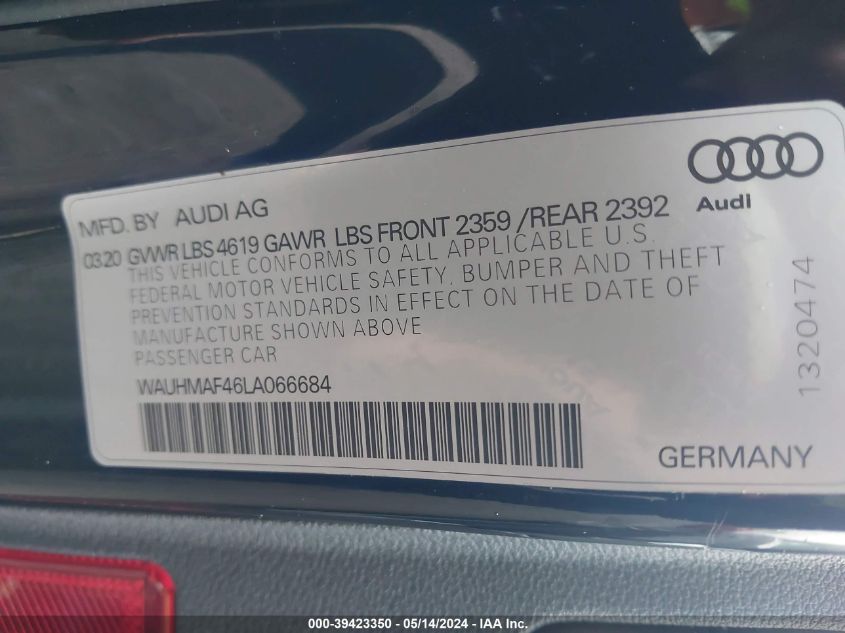 Audi
MFD. BY AUDI AG
0320 GVWR LBS 4619 GAWR LBS FRONT 2359 /REAR 2392
THIS VEHICLE CONFORMS TO ALL APPLICABLE U.S.
FEDERAL MOTOR VEHICLE SAFETY, BUMPER AND THEFT
PREVENTION STANDARDS IN EFFECT ON THE DATE OF
MANUFACTURE SHOWN ABOVE
PASSENGER CAR
WAUHMAF46LA066684
GERMANY
1320474
000-39423350 - 05/14/2024 - IAA Inc.